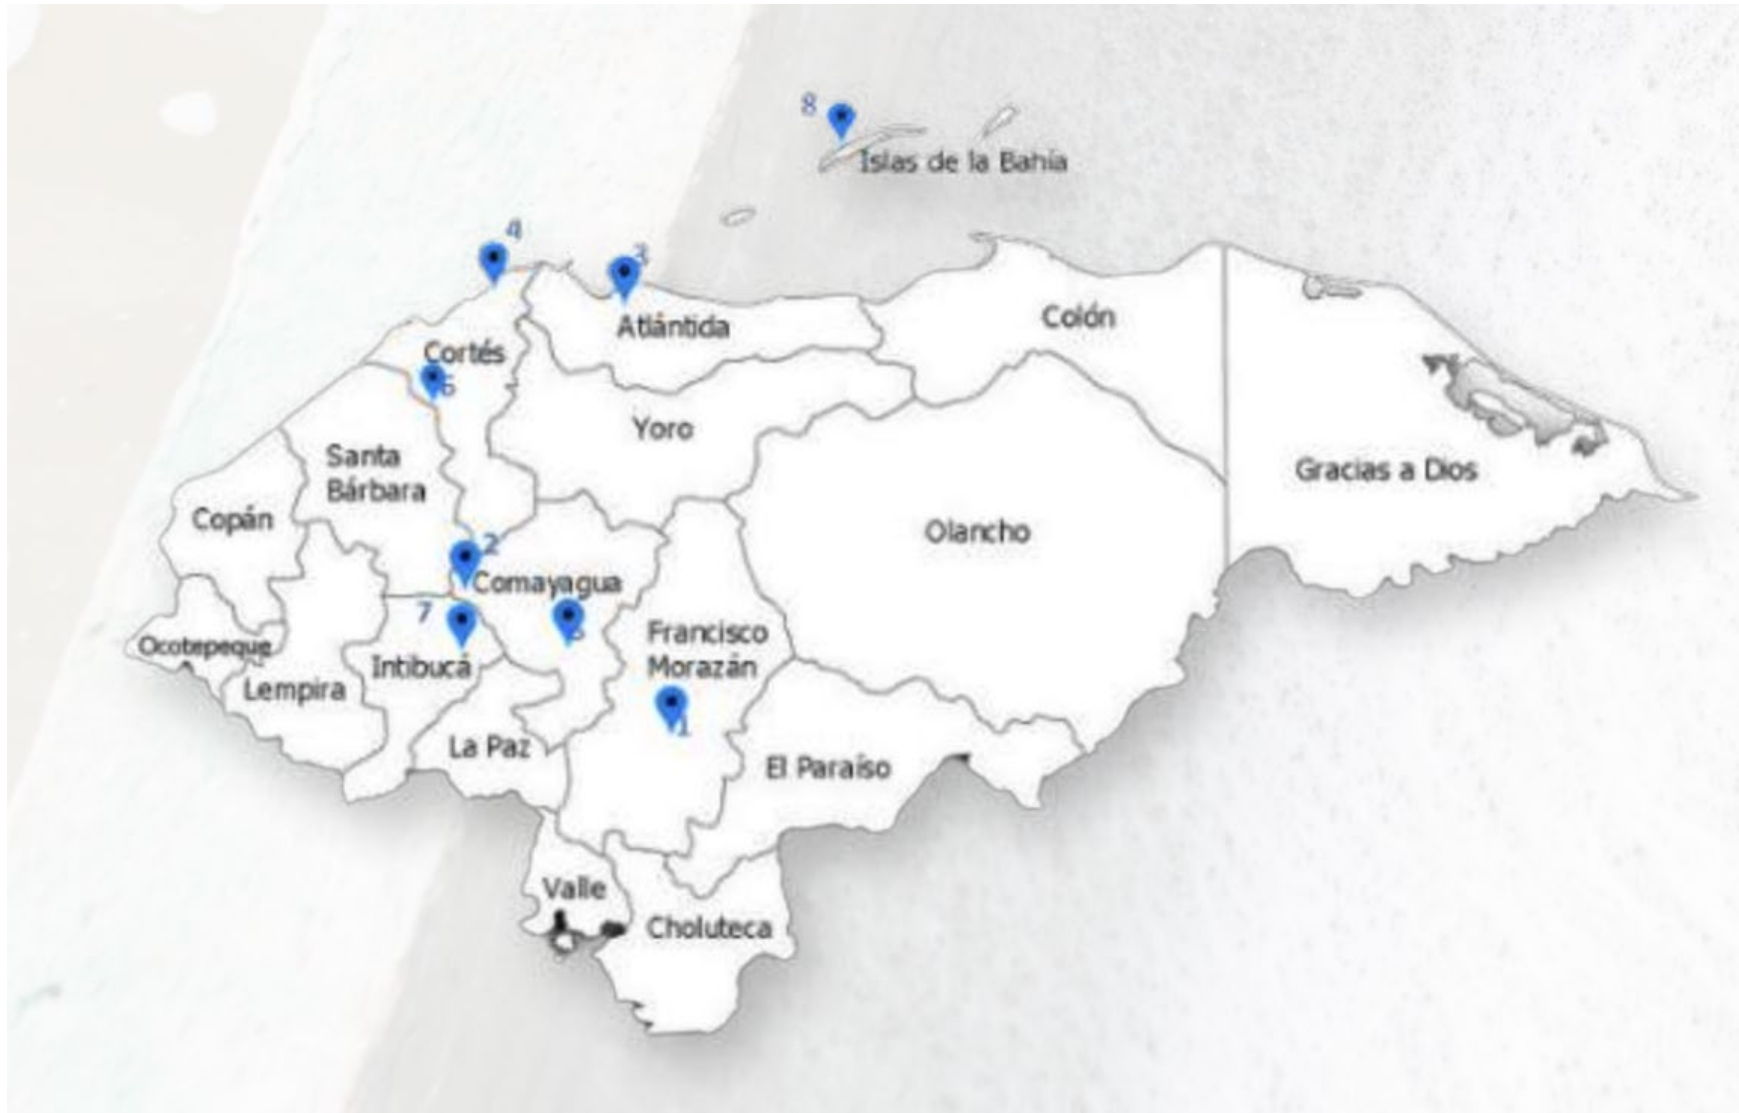 8
Islas de la Bahía
4
3
Atlántida
Colón
Cortés
Yoro
Santa
Bárbara
Gracias a Dios
Copán
Olancho
2
Comayagua
7
Francisco
Morazán
Ocotepeque
Intibucá
Lempira
1
La Paz
El Paraíso
Valle
Choluteca